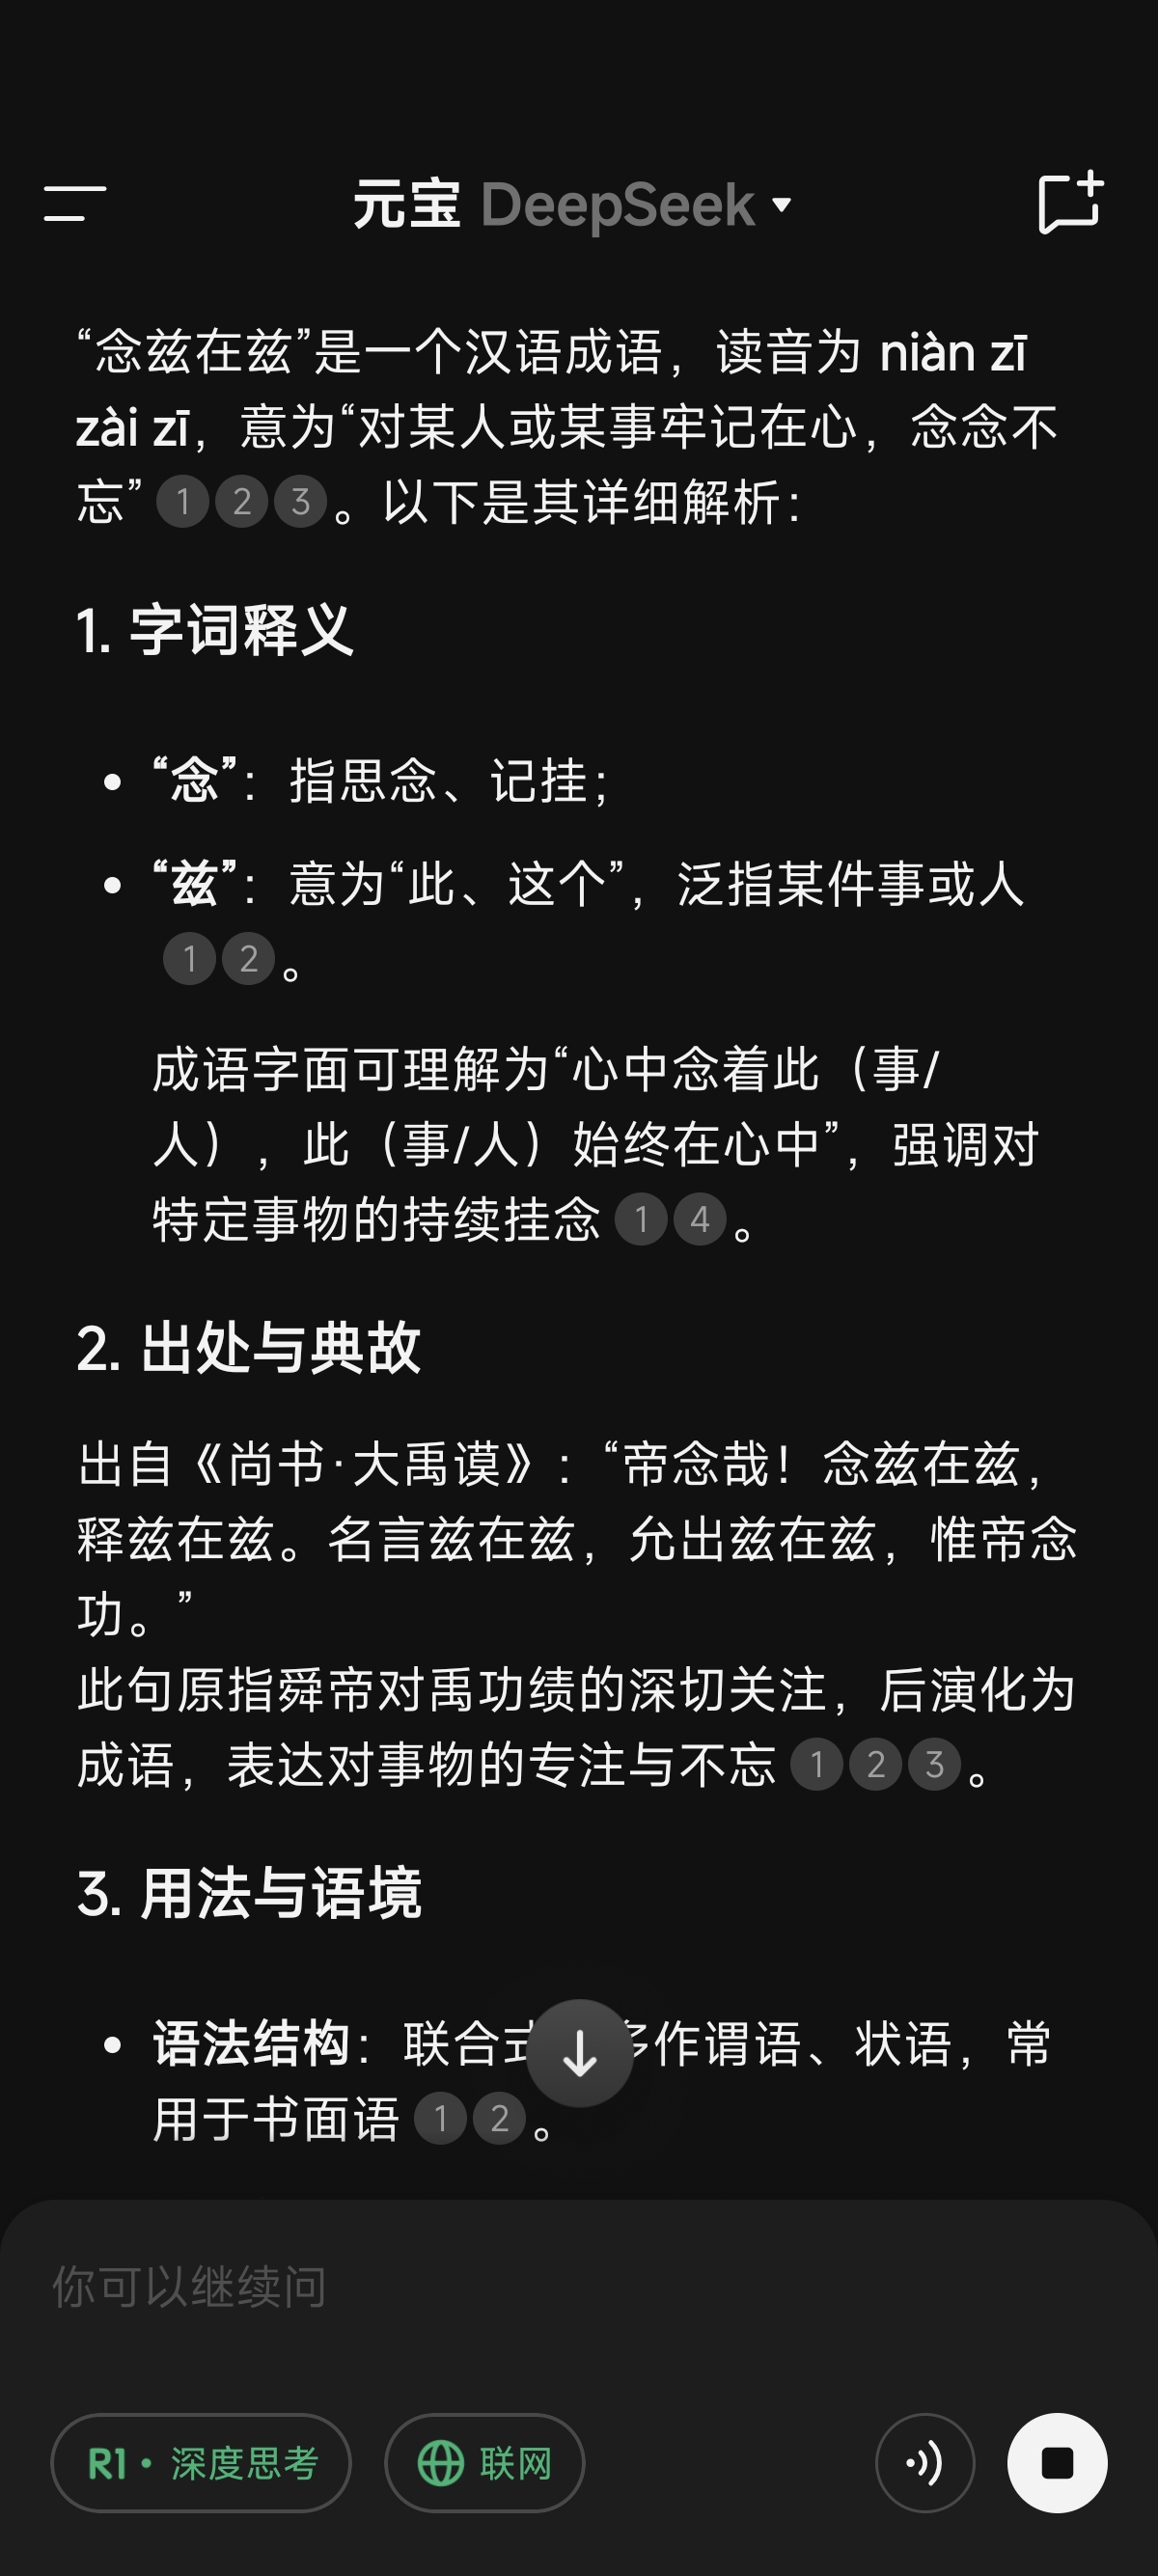 元宝 DeepSeek
“念兹在兹”是一个汉语成语，读音为 niàn zī
zài zī，意为“对某人或某事牢记在心，念念不
忘” 1 2 3 。以下是其详细解析：
1. 字词释义
• “念”：指思念、记挂；
• “兹”：意为“此、这个”，泛指某件事或人
1 2 。
成语字面可理解为“心中念着此（事/
人），此（事/人）始终在心中”，强调对
特定事物的持续挂念 1 4 。
2. 出处与典故
出自《尚书·大禹谟》：“帝念哉！念兹在兹，
释兹在兹。名言兹在兹，允出兹在兹，惟帝念
功。”
此句原指舜帝对禹功绩的深切关注，后演化为
成语，表达对事物的专注与不忘 1 2 3 。
3. 用法与语境
• 语法结构：联合式 多作谓语、状语，常
用于书面语 1 2 。
你可以继续问
R1 · 深度思考 联网